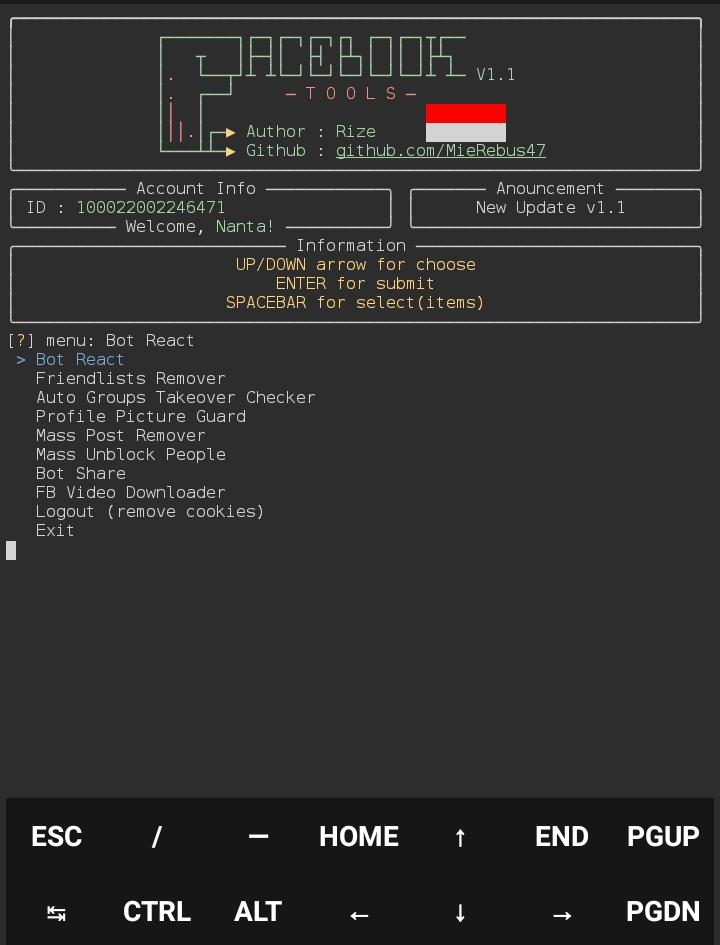 V1.1
— T O O L S —
Author : Rize
Github : github.com/MieRebus47
Account Info
ID : 100022002246471
Welcome, Nanta!
Anouncement
New Update v1.1
Information
UP/DOWN arrow for choose
ENTER for submit
SPACEBAR for select(items)
[?] menu: Bot React
> Bot React
Friendlists Remover
Auto Groups Takeover Checker
Profile Picture Guard
Mass Post Remover
Mass Unblock People
Bot Share
FB Video Downloader
Logout (remove cookies)
Exit
ESC / — HOME ↑ END PGUP
↹ CTRL ALT ← ↓ → PGDN